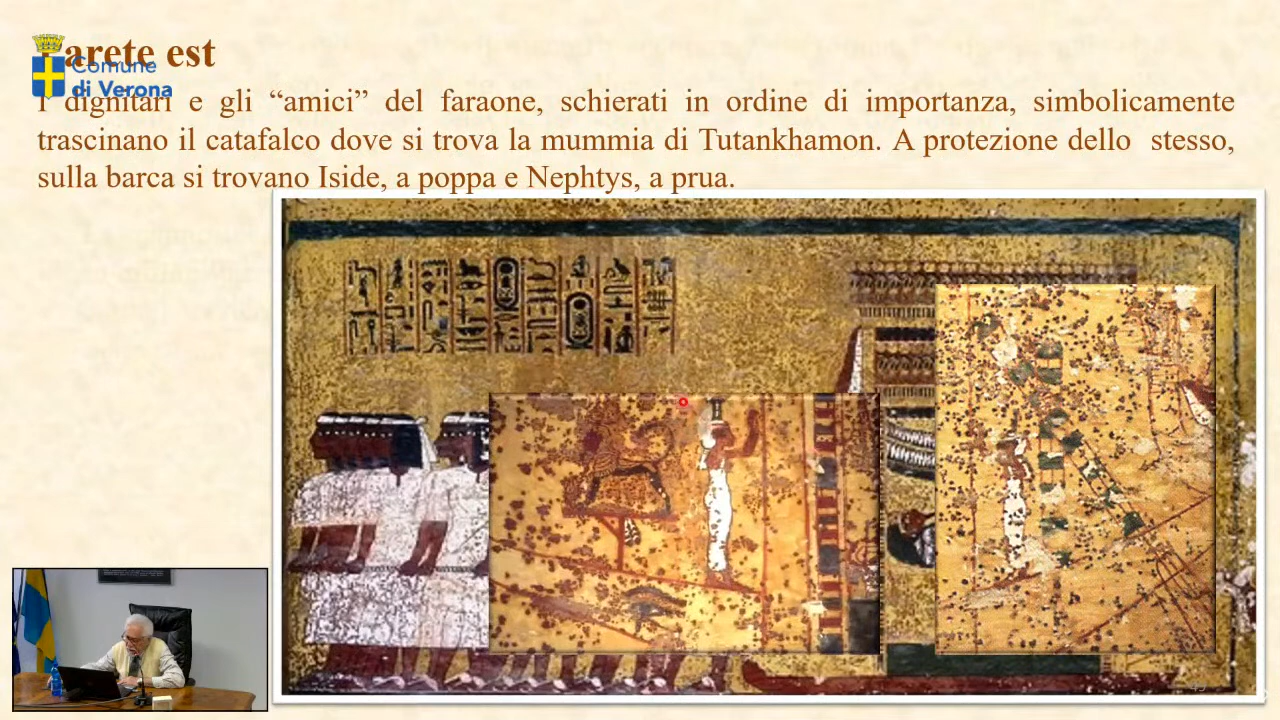 Parete est
Comune
di Verona
I dignitari e gli “amici” del faraone, schierati in ordine di importanza, simbolicamente
trascinano il catafalco dove si trova la mummia di Tutankhamon. A protezione dello stesso,
sulla barca si trovano Iside, a poppa e Nephtys, a prua.